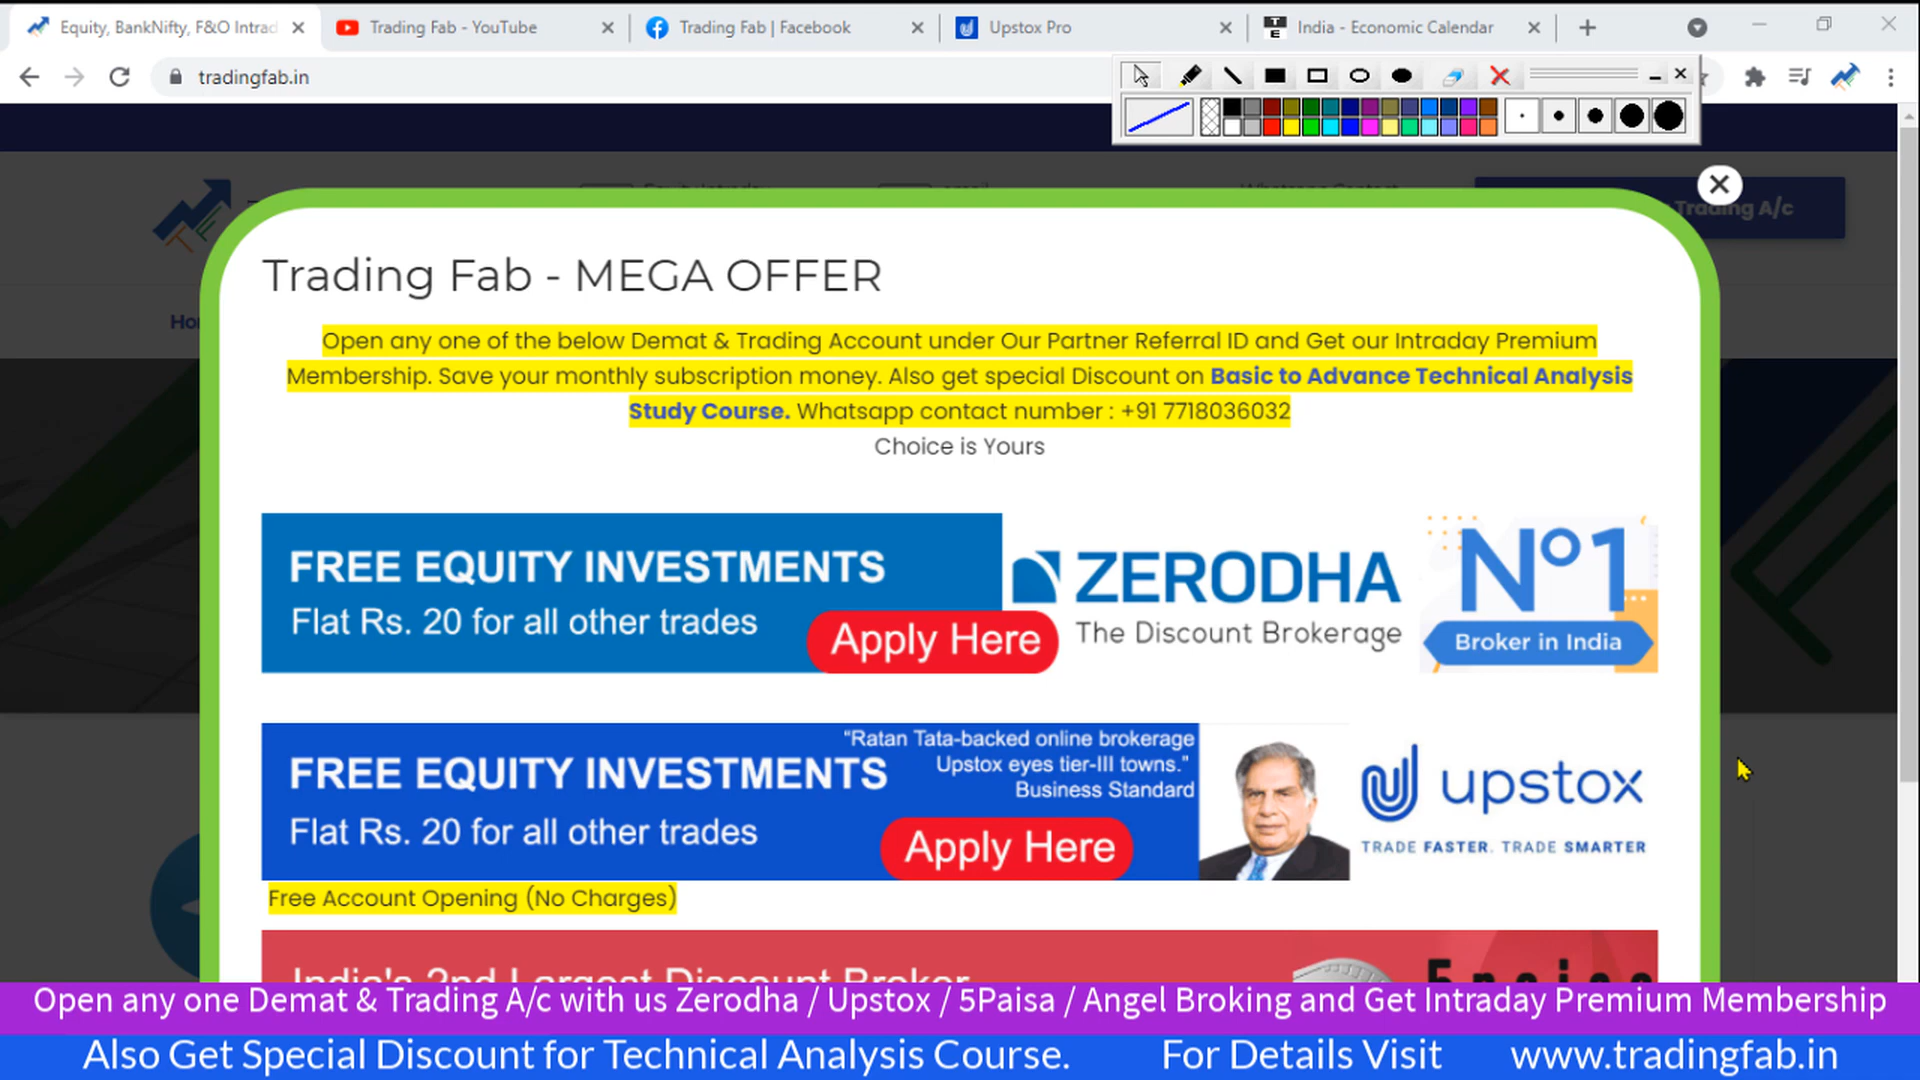 Equity, BankNifty, F&O Intrad
Trading Fab - YouTube
Trading Fab | Facebook
Upstox Pro
India - Economic Calendar
tradingfab.in
Trading A/c
Trading Fab - MEGA OFFER
Open any one of the below Demat & Trading Account under Our Partner Referral ID and Get our Intraday Premium
Membership. Save your monthly subscription money. Also get special Discount on Basic to Advance Technical Analysis
Study Course. Whatsapp contact number : +91 7718036032
Choice is Yours
FREE EQUITY INVESTMENTS
Flat Rs. 20 for all other trades
Apply Here
ZERODHA
The Discount Brokerage
Nº1
Broker in India
"Ratan Tata-backed online brokerage
Upstox eyes tier-III towns."
Business Standard
FREE EQUITY INVESTMENTS
Flat Rs. 20 for all other trades
Apply Here
upstox
TRADE FASTER. TRADE SMARTER
Free Account Opening (No Charges)
India's 2nd Largest Discount Broker
Open any one Demat & Trading A/c with us Zerodha / Upstox / 5Paisa / Angel Broking and Get Intraday Premium Membership
Also Get Special Discount for Technical Analysis Course. For Details Visit www.tradingfab.in